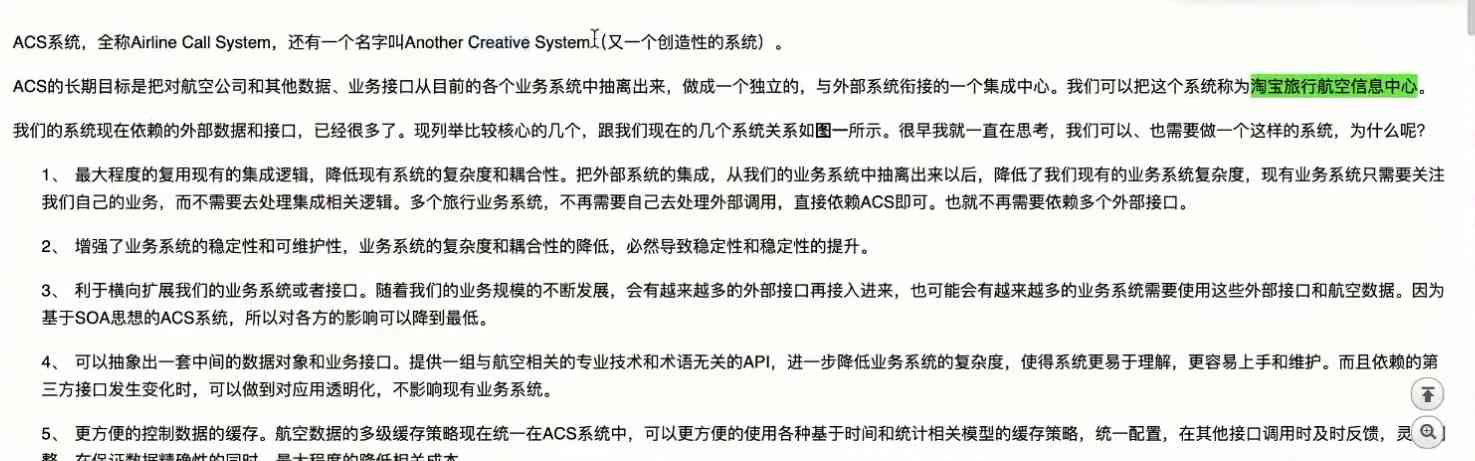 ACS系统，全称Airline Call System，还有一个名字叫Another Creative System（又一个创造性的系统）。
ACS的长期目标是把对航空公司和其他数据、业务接口从目前的各个业务系统中抽离出来，做成一个独立的，与外部系统衔接的一个集成中心。我们可以把这个系统称为淘宝旅行航空信息中心。
我们的系统现在依赖的外部数据和接口，已经很多了。现列举比较核心的几个，跟我们现在的几个系统关系如图一所示。很早我就一直在思考，我们可以、也需要做一个这样的系统，为什么呢？
1、 最大程度的复用现有的集成逻辑，降低现有系统的复杂度和耦合性。把外部系统的集成，从我们的业务系统中抽离出来以后，降低了我们现有的业务系统复杂度，现有业务系统只需要关注
我们自己的业务，而不需要去处理集成相关逻辑。多个旅行业务系统，不再需要自己去处理外部调用，直接依赖ACS即可。也就不再需要依赖多个外部接口。
2、 增强了业务系统的稳定性和可维护性，业务系统的复杂度和耦合性的降低，必然导致稳定性和稳定性的提升。
3、 利于横向扩展我们的业务系统或者接口。随着我们的业务规模的不断发展，会有越来越多的外部接口再接入进来，也可能会有越来越多的业务系统需要使用这些外部接口和航空数据。因为
基于SOA思想的ACS系统，所以对各方的影响可以降到最低。
4、 可以抽象出一套中间的数据对象和业务接口。提供一组与航空相关的专业技术和术语无关的API，进一步降低业务系统的复杂度，使得系统更易于理解，更容易上手和维护。而且依赖的第
三方接口发生变化时，可以做到对应用透明化，不影响现有业务系统。
5、 更方便的控制数据的缓存。航空数据的多级缓存策略现在统一在ACS系统中，可以更方便的使用各种基于时间和统计相关模型的缓存策略，统一配置，在其他接口调用时及时反馈，灵
整，在保证数据精确性的同时，最大程度的降低相关成本